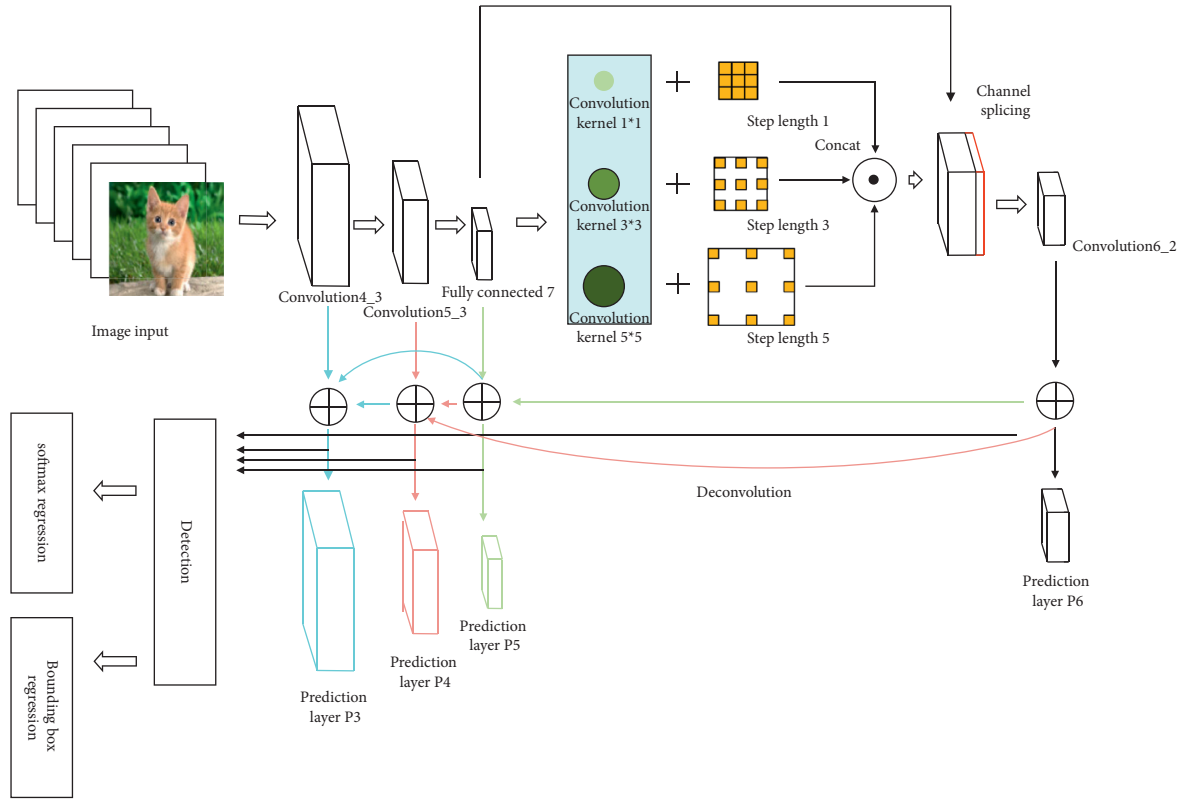 Image input
Convolution4_3
Convolution5_3
Fully connected 7
Convolution
kernel 1*1
Convolution
kernel 3*3
Convolution
kernel 5*5
Step length 1
Step length 3
Step length 5
Concat
Channel
splicing
Convolution6_2
Deconvolution
softmax regression
Bounding box
regression
Detection
Prediction
layer P3
Prediction
layer P4
Prediction
layer P5
Prediction
layer P6